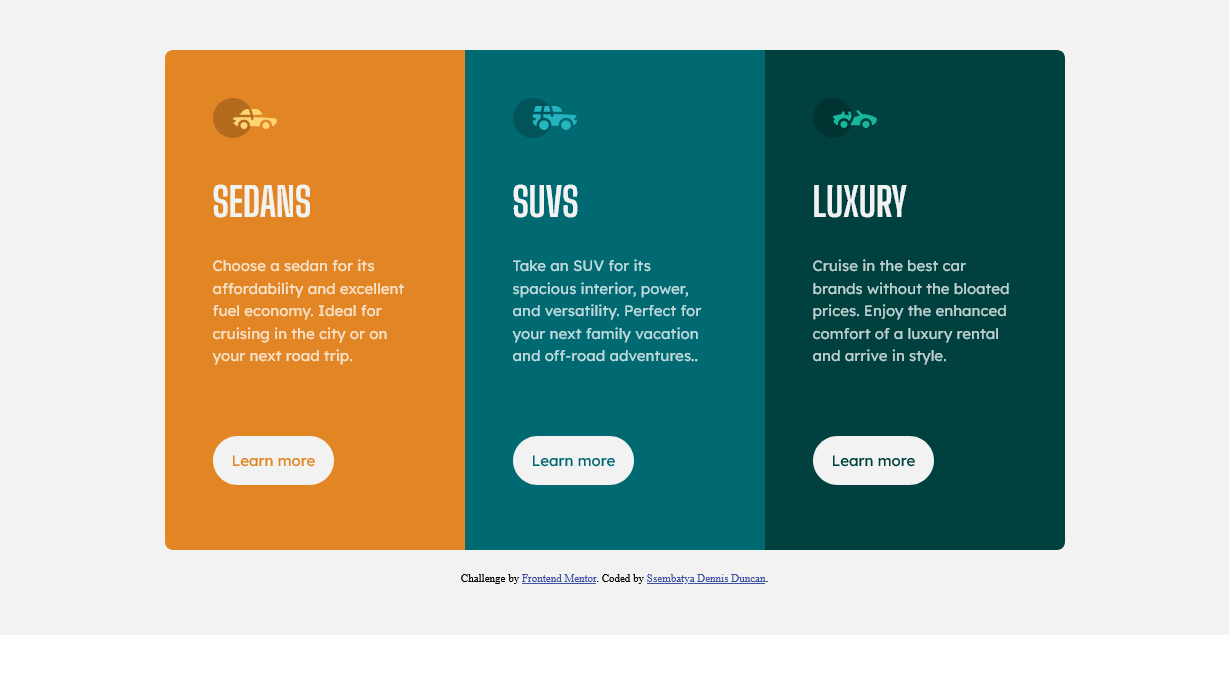 SEDANS
Choose a sedan for its
affordability and excellent
fuel economy. Ideal for
cruising in the city or on
your next road trip.
Learn more
SUVS
Take an SUV for its
spacious interior, power,
and versatility. Perfect for
your next family vacation
and off-road adventures..
Learn more
LUXURY
Cruise in the best car
brands without the bloated
prices. Enjoy the enhanced
comfort of a luxury rental
and arrive in style.
Learn more
Challenge by Frontend Mentor. Coded by Ssembatya Dennis Duncan.